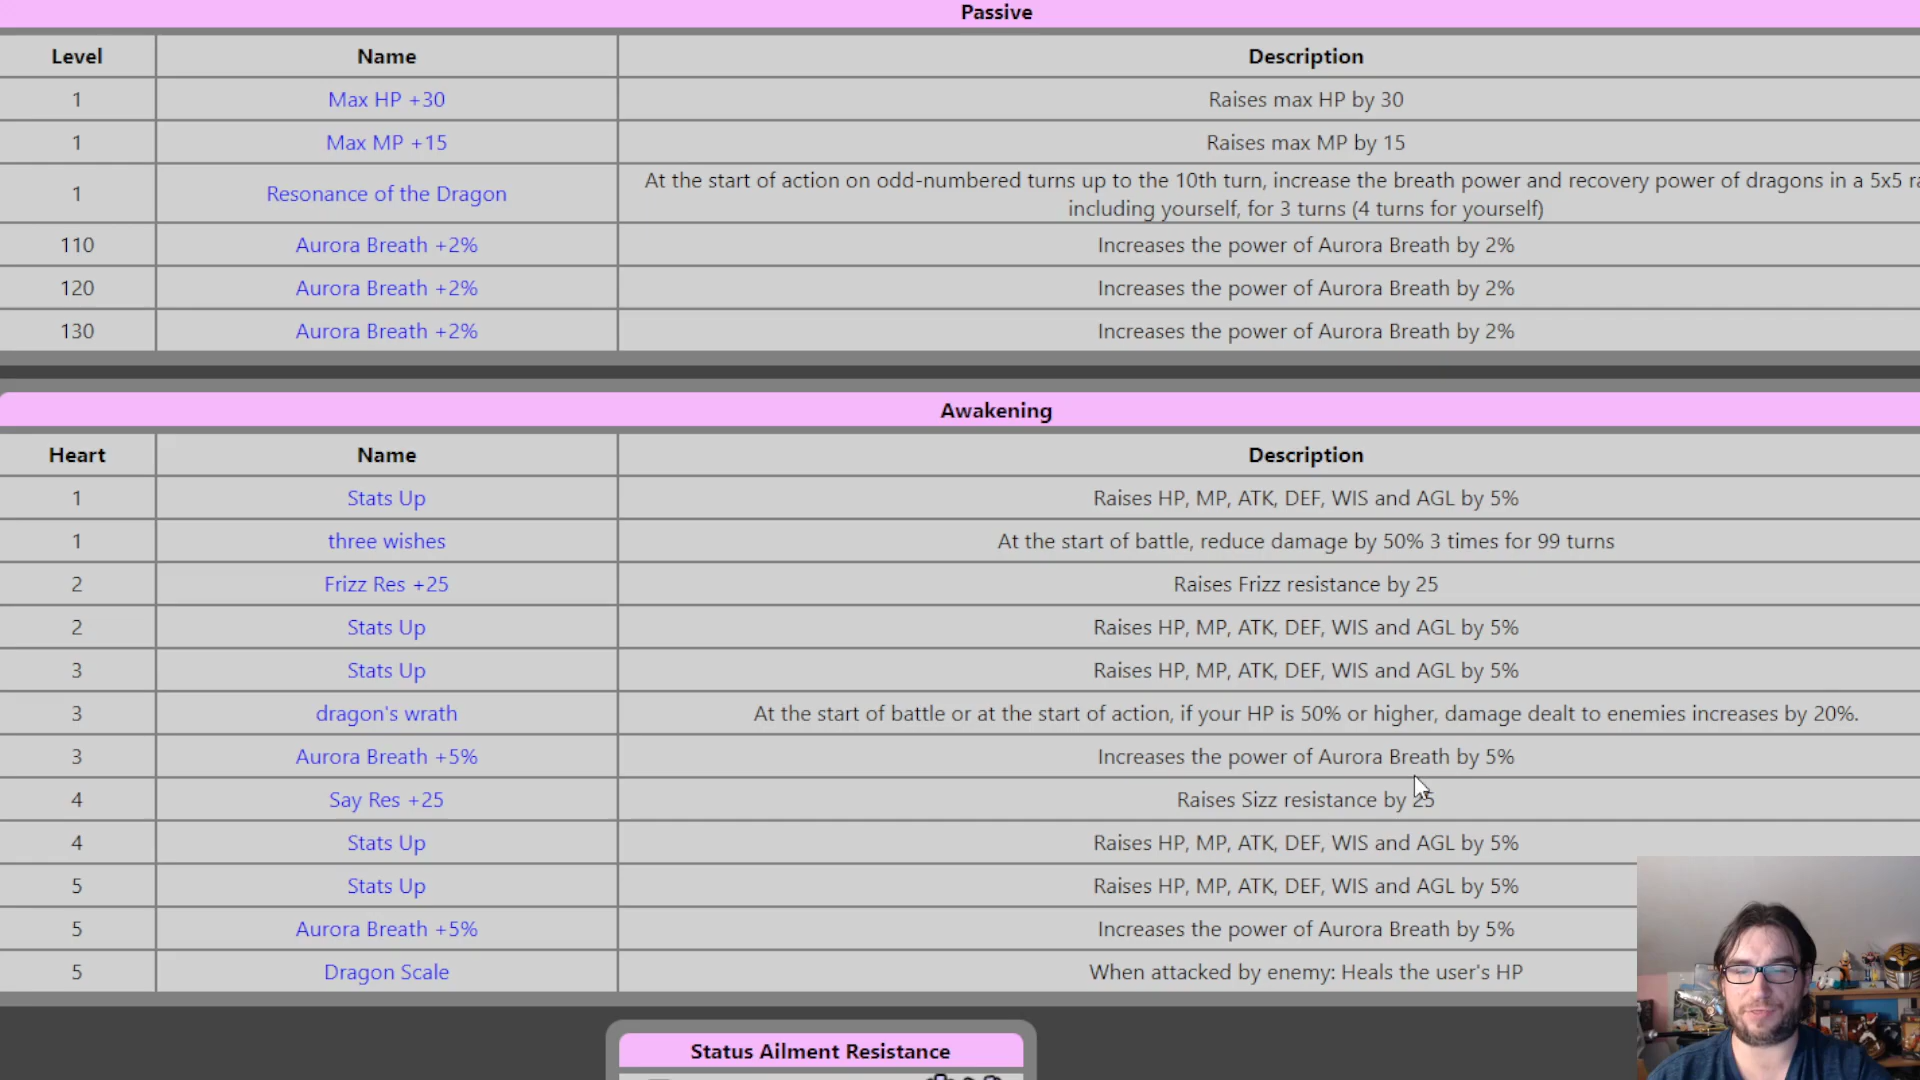 Passive
Level Name Description
1 Max HP +30 Raises max HP by 30
1 Max MP +15 Raises max MP by 15
1 Resonance of the Dragon At the start of action on odd-numbered turns up to the 10th turn, increase the breath power and recovery power of dragons in a 5x5
including yourself, for 3 turns (4 turns for yourself)
110 Aurora Breath +2% Increases the power of Aurora Breath by 2%
120 Aurora Breath +2% Increases the power of Aurora Breath by 2%
130 Aurora Breath +2% Increases the power of Aurora Breath by 2%
Awakening
Heart Name Description
1 Stats Up Raises HP, MP, ATK, DEF, WIS and AGL by 5%
1 three wishes At the start of battle, reduce damage by 50% 3 times for 99 turns
2 Frizz Res +25 Raises Frizz resistance by 25
2 Stats Up Raises HP, MP, ATK, DEF, WIS and AGL by 5%
3 Stats Up Raises HP, MP, ATK, DEF, WIS and AGL by 5%
3 dragon's wrath At the start of battle or at the start of action, if your HP is 50% or higher, damage dealt to enemies increases by 20%.
3 Aurora Breath +5% Increases the power of Aurora Breath by 5%
4 Say Res +25 Raises Sizz resistance by 25
4 Stats Up Raises HP, MP, ATK, DEF, WIS and AGL by 5%
5 Stats Up Raises HP, MP, ATK, DEF, WIS and AGL by 5%
5 Aurora Breath +5% Increases the power of Aurora Breath by 5%
5 Dragon Scale When attacked by enemy: Heals the user's HP
Status Ailment Resistance